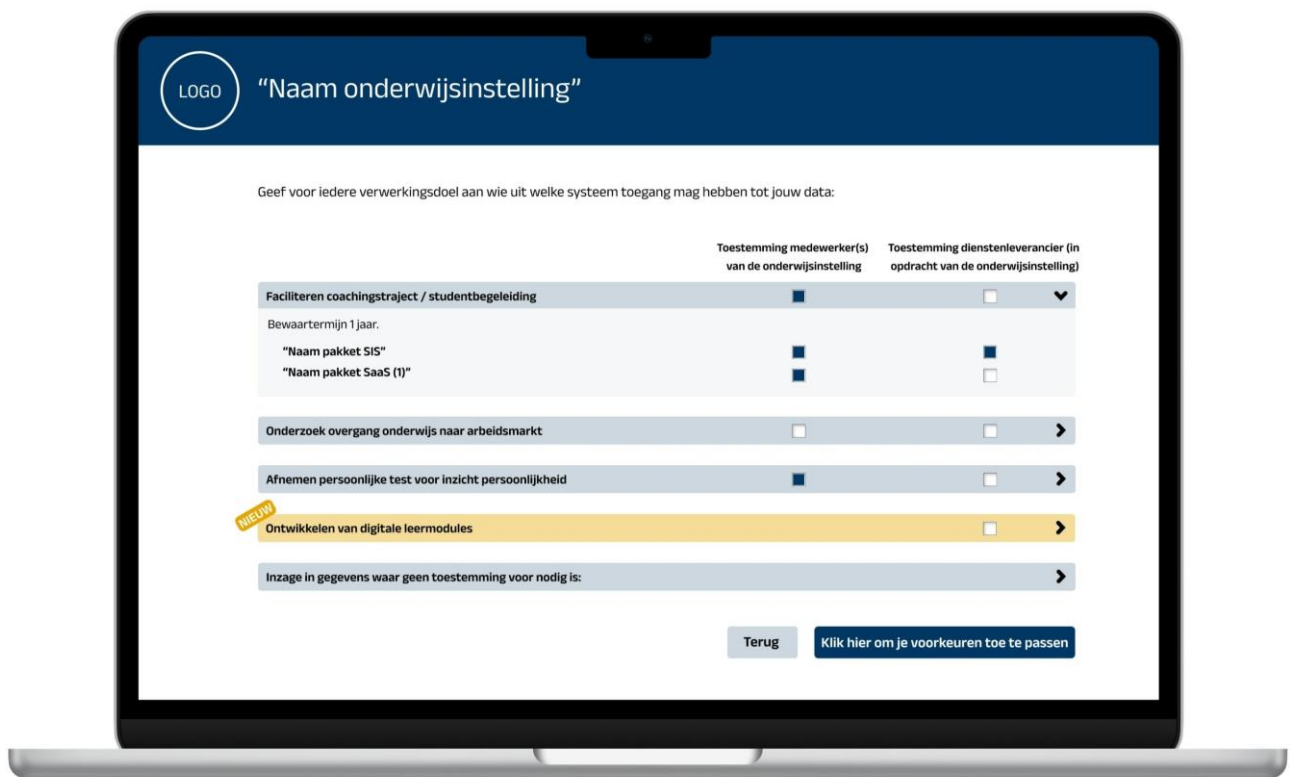 LOGO
“Naam onderwijsinstelling”
Geef voor iedere verwerkingsdoel aan wie uit welke systeem toegang mag hebben tot jouw data:
Toestemming medewerker(s)
van de onderwijsinstelling
Toestemming dienstenleverancier (in
opdracht van de onderwijsinstelling)
Faciliteren coachingstraject / studentbegeleiding
Bewaartermijn 1 jaar.
“Naam pakket SIS”
“Naam pakket SaaS (1)”
Onderzoek overgang onderwijs naar arbeidsmarkt
Afnemen persoonlijke test voor inzicht persoonlijkheid
NIEUW
Ontwikkelen van digitale leermodules
Inzage in gegevens waar geen toestemming voor nodig is:
Terug
Klik hier om je voorkeuren toe te passen